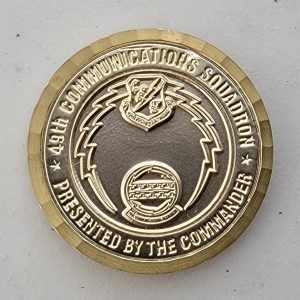 49th COMMUNICATIONS SQUADRON
★ PRESENTED BY THE COMMANDER ★